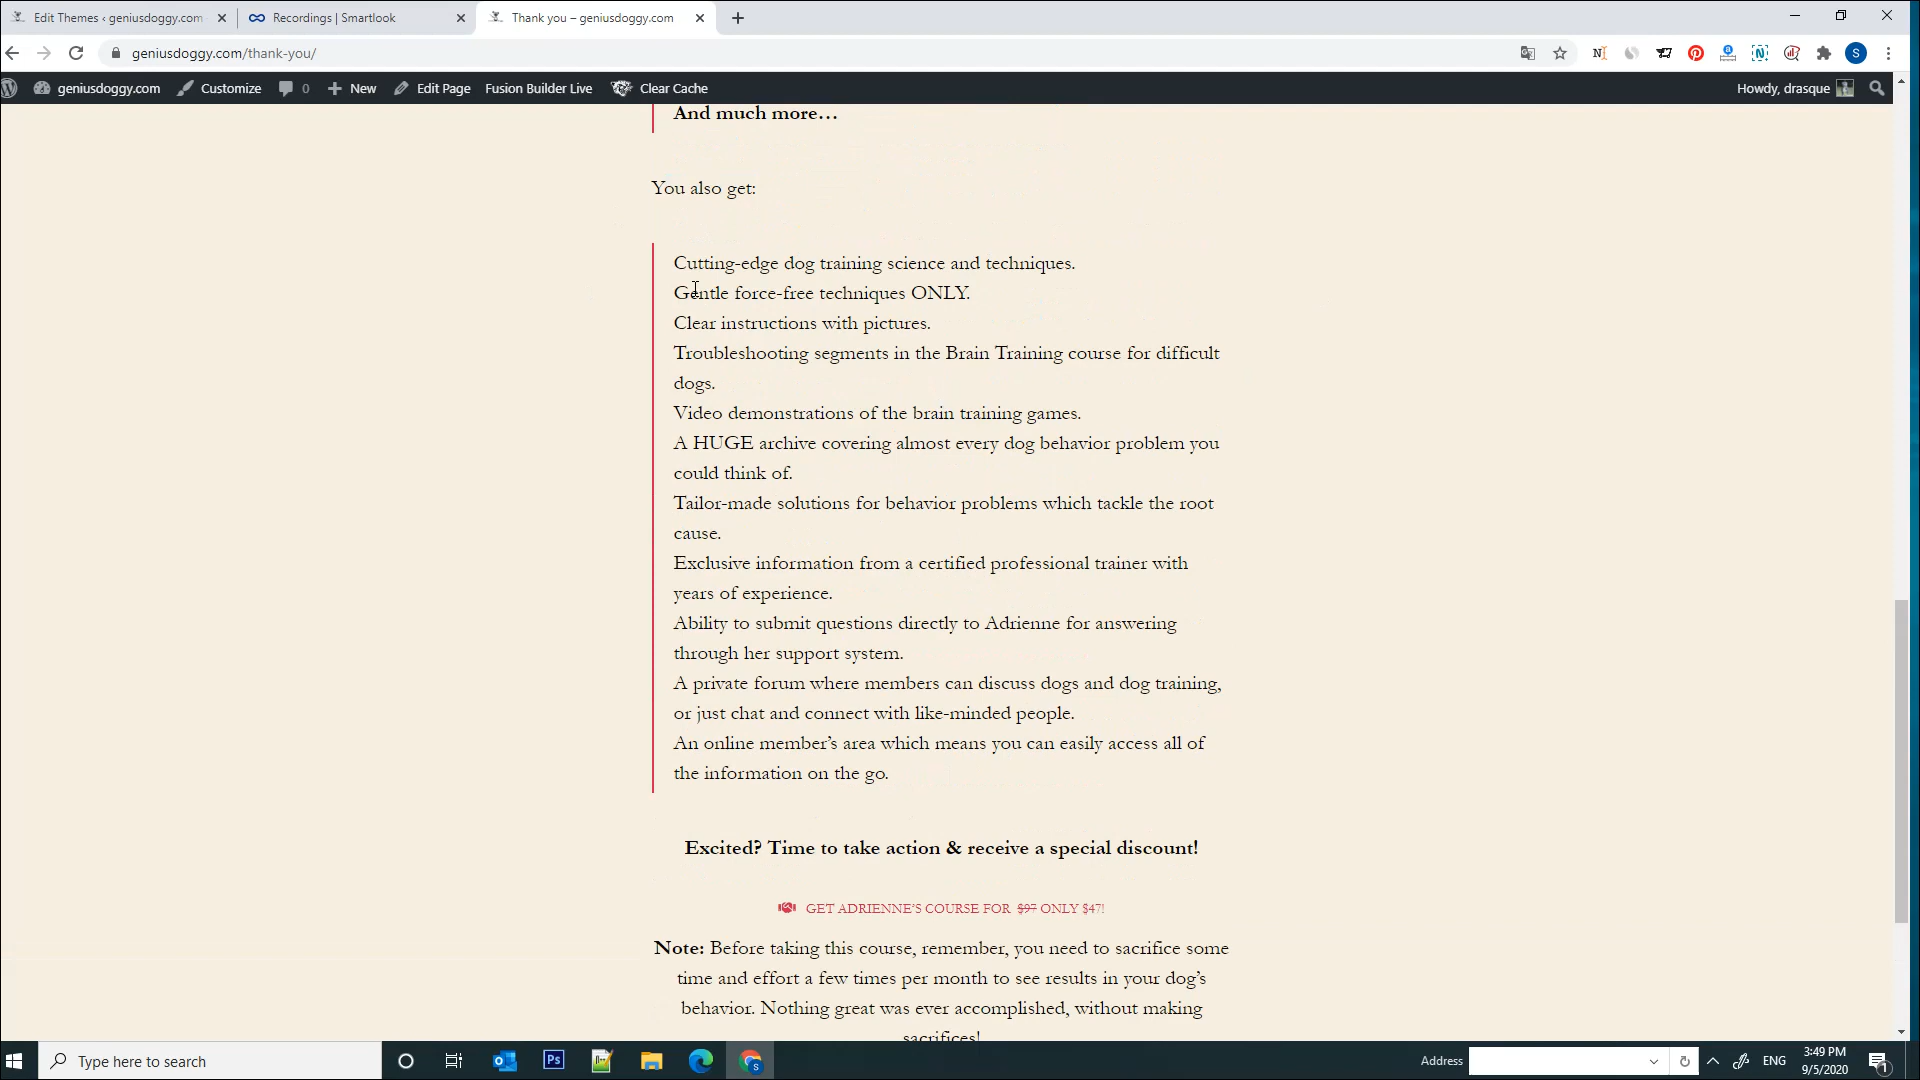 Edit Themes ‹ geniusdoggy.com
Recordings | Smartlook
Thank you – geniusdoggy.com
geniusdoggy.com/thank-you/
geniusdoggy.com
Customize
0
New
Edit Page
Fusion Builder Live
Clear Cache
Howdy, drasque
And much more…
You also get:
Cutting-edge dog training science and techniques.
Gentle force-free techniques ONLY.
Clear instructions with pictures.
Troubleshooting segments in the Brain Training course for difficult
dogs.
Video demonstrations of the brain training games.
A HUGE archive covering almost every dog behavior problem you
could think of.
Tailor-made solutions for behavior problems which tackle the root
cause.
Exclusive information from a certified professional trainer with
years of experience.
Ability to submit questions directly to Adrienne for answering
through her support system.
A private forum where members can discuss dogs and dog training,
or just chat and connect with like-minded people.
An online member's area which means you can easily access all of
the information on the go.
Excited? Time to take action & receive a special discount!
GET ADRIENNE'S COURSE FOR $97 ONLY $47!
Note: Before taking this course, remember, you need to sacrifice some
time and effort a few times per month to see results in your dog's
behavior. Nothing great was ever accomplished, without making
sacrifices!
Type here to search
Ps
Address
ENG
3:49 PM
9/5/2020
1